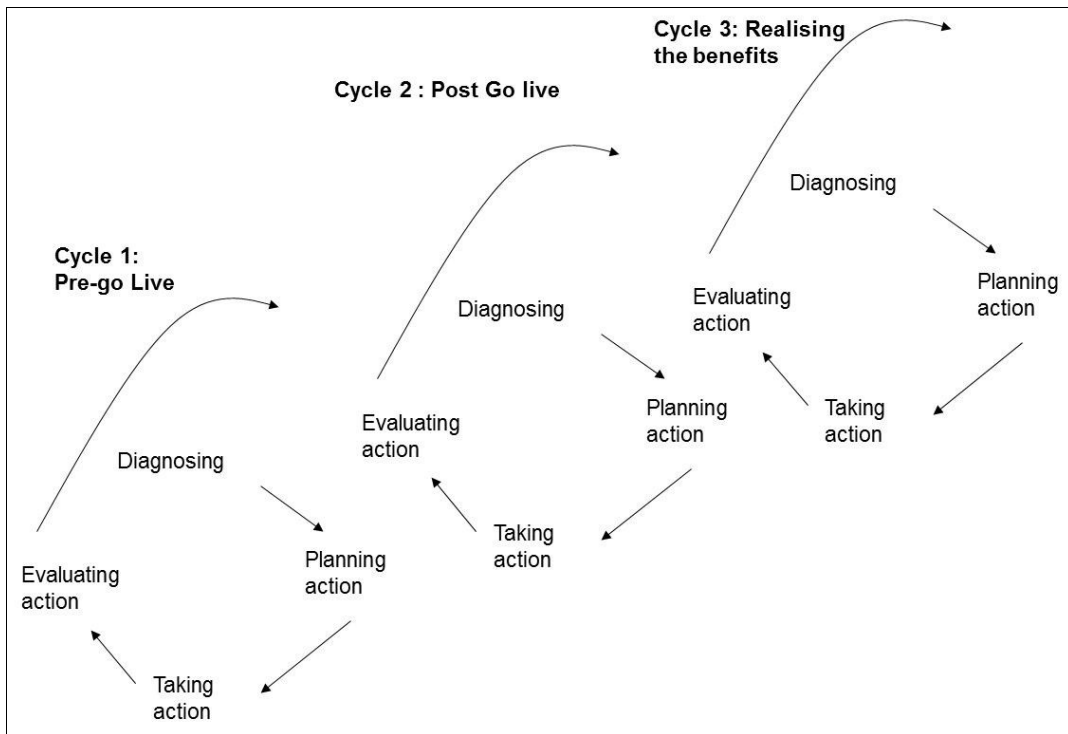 Cycle 1:
Pre-go Live
Diagnosing
Planning
action
Taking
action
Evaluating
action
Cycle 2 : Post Go live
Diagnosing
Planning
action
Taking
action
Evaluating
action
Cycle 3: Realising
the benefits
Diagnosing
Planning
action
Taking
action
Evaluating
action